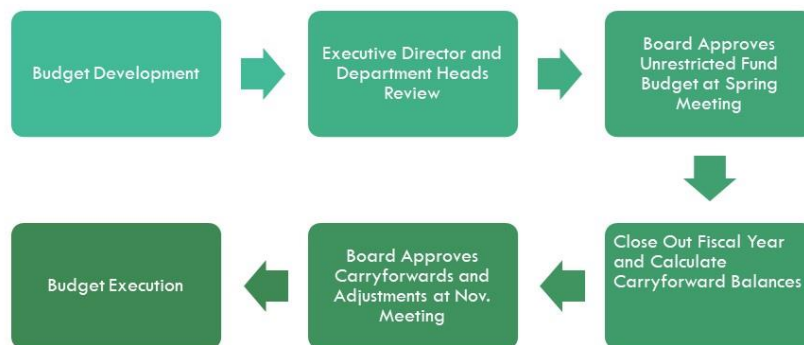 Budget Development
Executive Director and
Department Heads
Review
Board Approves
Unrestricted Fund
Budget at Spring
Meeting
Close Out Fiscal Year
and Calculate
Carryforward Balances
Board Approves
Carryforwards and
Adjustments at Nov.
Meeting
Budget Execution